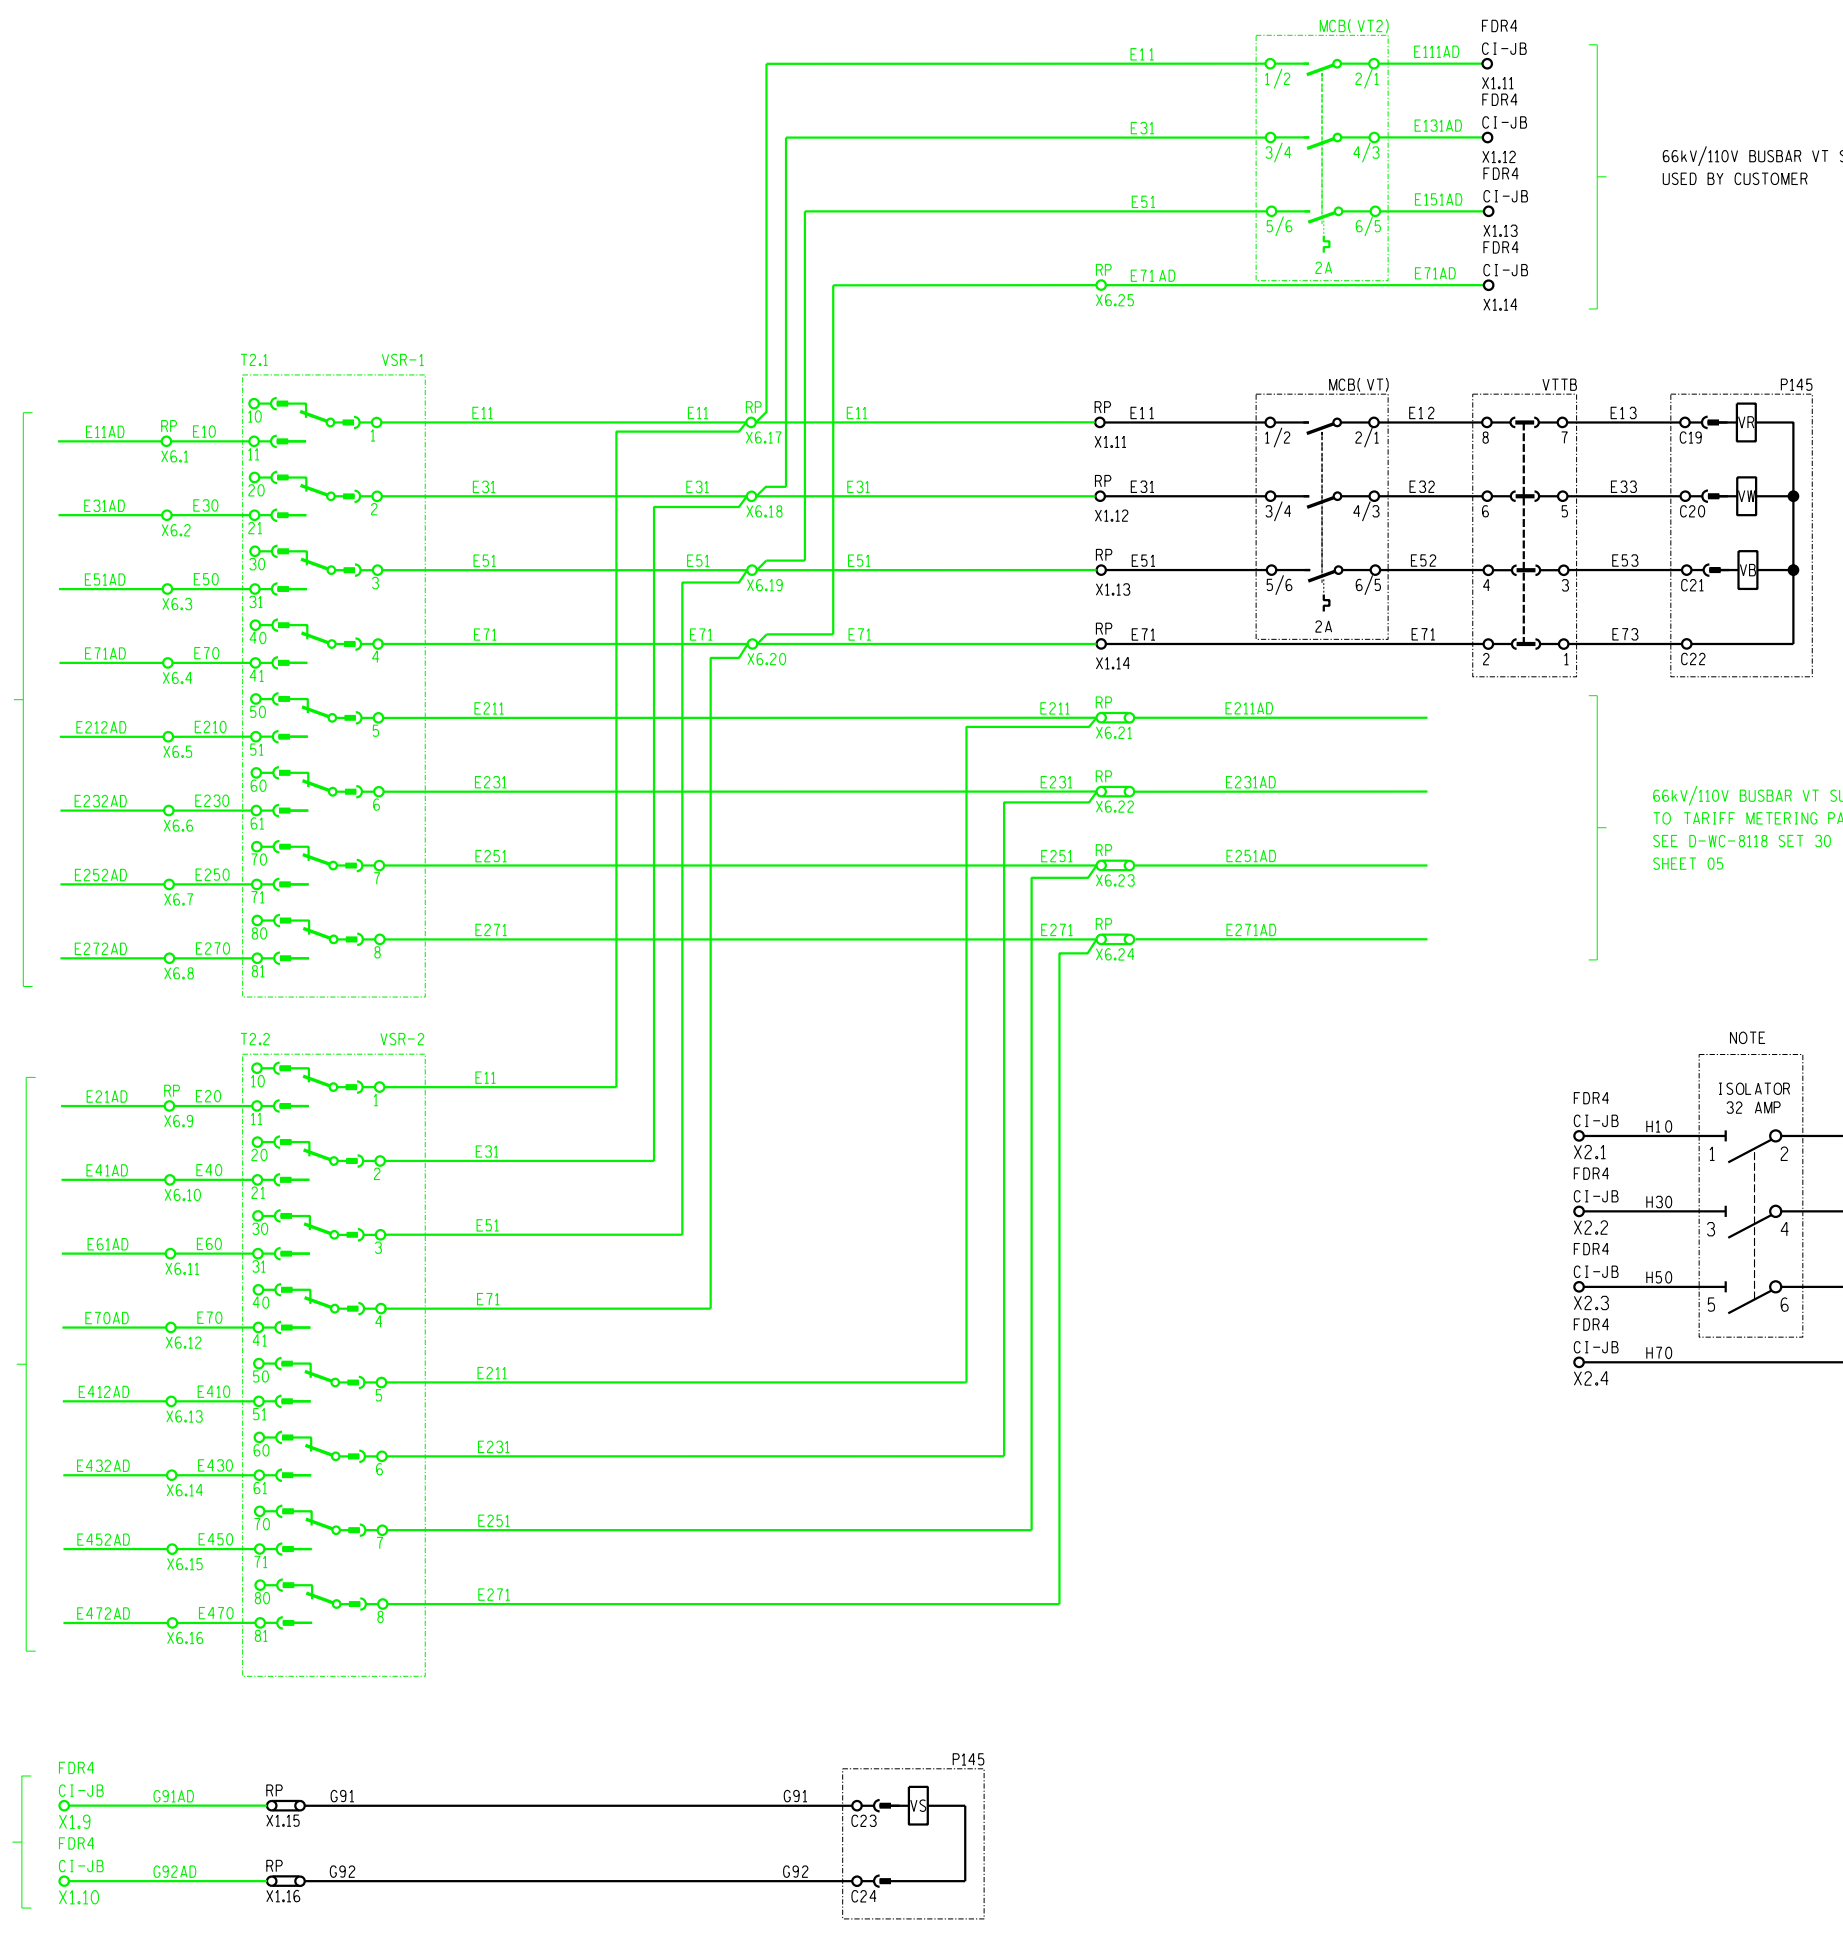 MCB(VT2)
FDR4
CI-JB
E11
E111AD
1/2
2/1
X1.11
FDR4
CI-JB
E31
E131AD
3/4
4/3
X1.12
FDR4
CI-JB
E51
E151AD
5/6
6/5
X1.13
FDR4
CI-JB
2A
RP
E71AD
E71AD
X6.25
X1.14
66kV/110V BUSBAR VT
USED BY CUSTOMER
T2.1
VSR-1
MCB(VT)
VTTB
P145
10
E11
E11
RP
E11
RP
E11
E12
E13
VR
1
X6.17
X1.11
1/2
2/1
8
7
C19
E11AD
RP
E10
X6.1
11
20
E31
E31
E31
RP
E31
E32
E33
VW
2
X6.18
X1.12
3/4
4/3
6
5
C20
E31AD
E30
X6.2
21
30
E51
E51
E51
RP
E51
E52
E53
VB
3
X6.19
X1.13
5/6
6/5
4
3
C21
2A
E51AD
E50
X6.3
31
40
E71
E71
E71
RP
E71
E71
E73
4
X6.20
X1.14
2
1
C22
E71AD
E70
X6.4
41
50
E211
E211
RP
E211AD
5
X6.21
E212AD
E210
X6.5
51
60
E231
E231
RP
E231AD
6
X6.22
E232AD
E230
X6.6
61
70
E251
E251
RP
E251AD
7
X6.23
E252AD
E250
X6.7
71
80
E271
E271
RP
E271AD
8
X6.24
E272AD
E270
X6.8
81
66kV/110V BUSBAR VT
TO TARIFF METERING
SEE D-WC-8118 SET 30
SHEET 05
T2.2
VSR-2
10
E11
1
E21AD
RP
E20
X6.9
11
20
E31
2
E41AD
E40
X6.10
21
30
E51
3
E61AD
E60
X6.11
31
40
E71
4
E70AD
E70
X6.12
41
50
E211
5
E412AD
E410
X6.13
51
60
E231
6
E432AD
E430
X6.14
61
70
E251
7
E452AD
E450
X6.15
71
80
E271
8
E472AD
E470
X6.16
81
NOTE
ISOLATOR
32 AMP
FDR4
CI-JB
H10
X2.1
1
2
FDR4
CI-JB
H30
X2.2
3
4
FDR4
CI-JB
H50
X2.3
5
6
FDR4
CI-JB
H70
X2.4
P145
FDR4
CI-JB
G91AD
RP
G91
G91
VS
X1.9
X1.15
C23
FDR4
CI-JB
G92AD
RP
G92
G92
X1.10
X1.16
C24